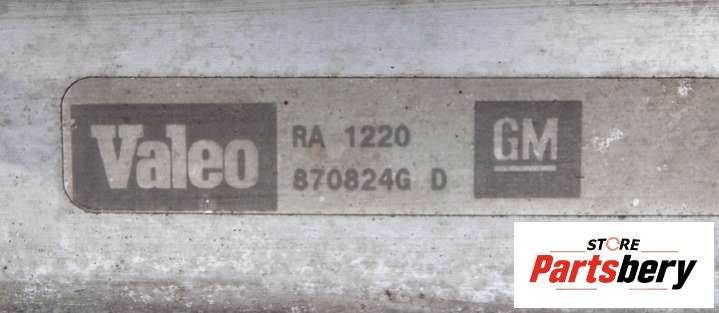 Valeo
RA 1220
870824G D
GM
STORE
Partsbery